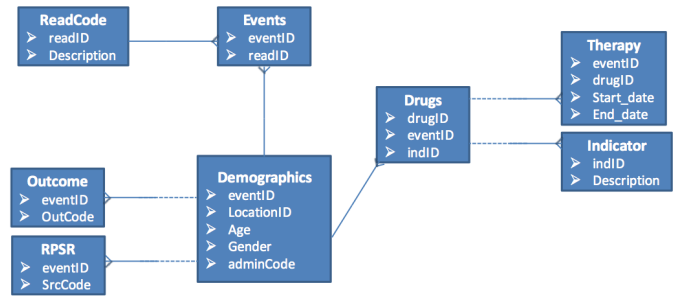 ReadCode
readID
Description
Events
eventID
readID
Therapy
eventID
drugID
Start_date
End_date
Drugs
drugID
eventID
indID
Indicator
indID
Description
Demographics
eventID
LocationID
Age
Gender
adminCode
Outcome
eventID
OutCode
RPSR
eventID
SrcCode